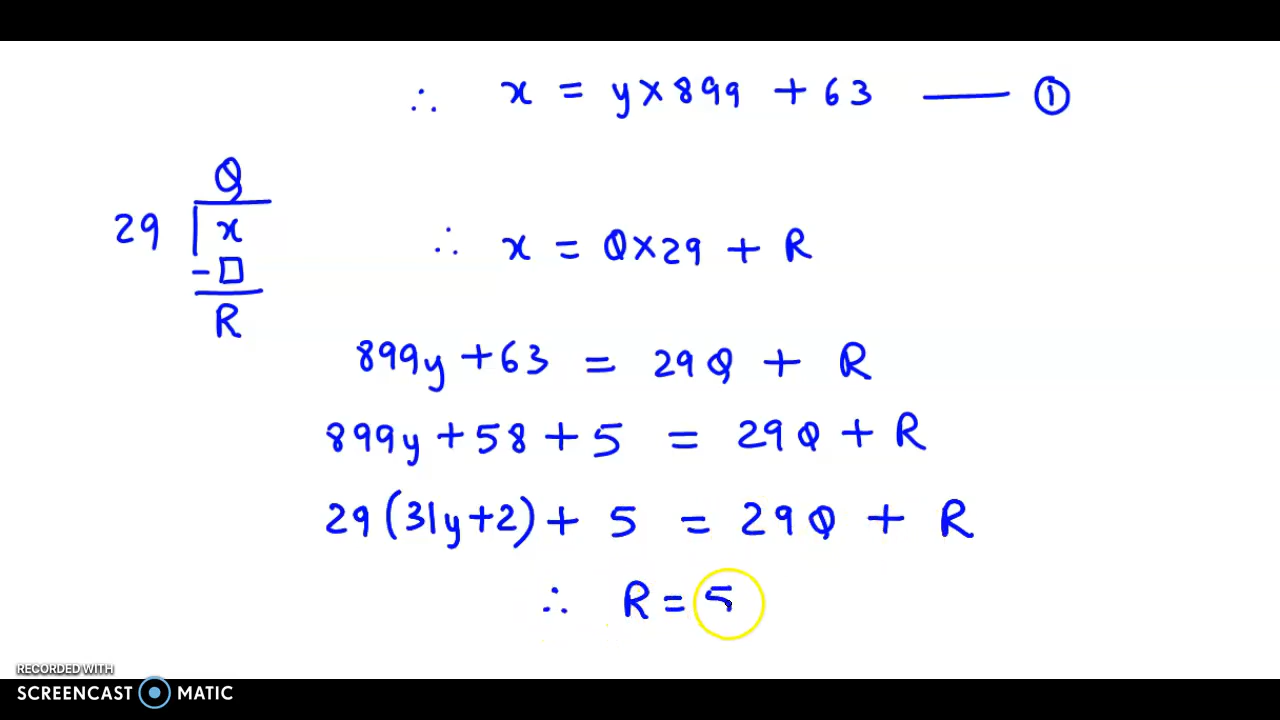 ∴ x = y×899 + 63 —— ①
Q
29 x
∴ x = Q×29 + R
-□
R
899y + 63 = 29Q + R
899y + 58 + 5 = 29Q + R
29(31y+2) + 5 = 29Q + R
∴ R = 5
RECORDED WITH
SCREENCAST MATIC